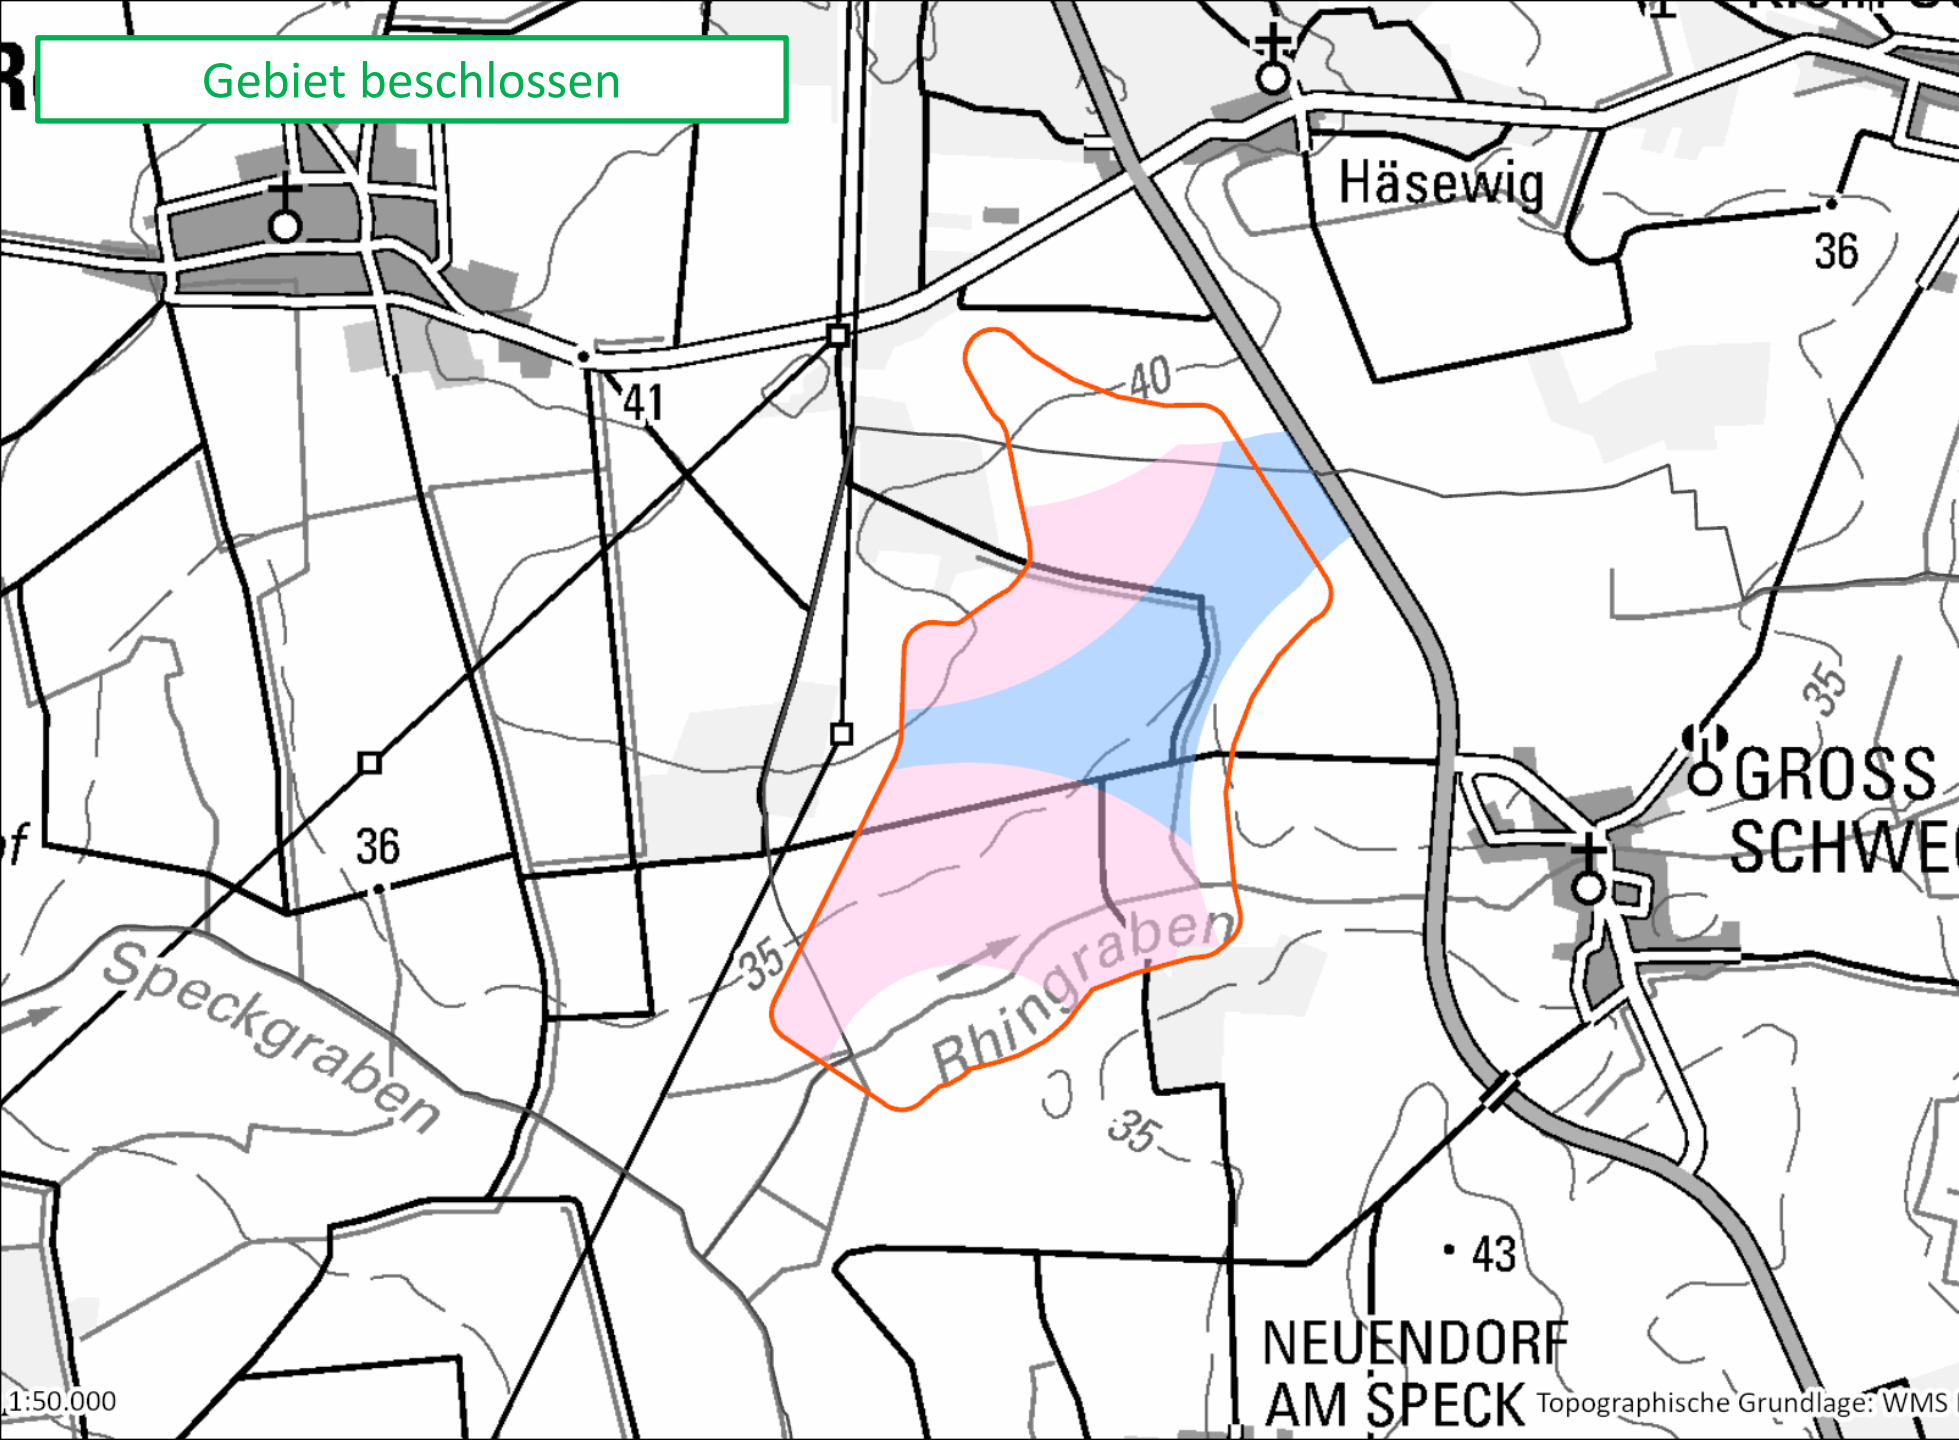 Gebiet beschlossen
Häsewig
36
40
41
35
GROSS
36
35
Speckgraben
Rhingraben
35
43
NEUENDORF
AM SPECK
1:50.000
Topographische Grundlage: WMS